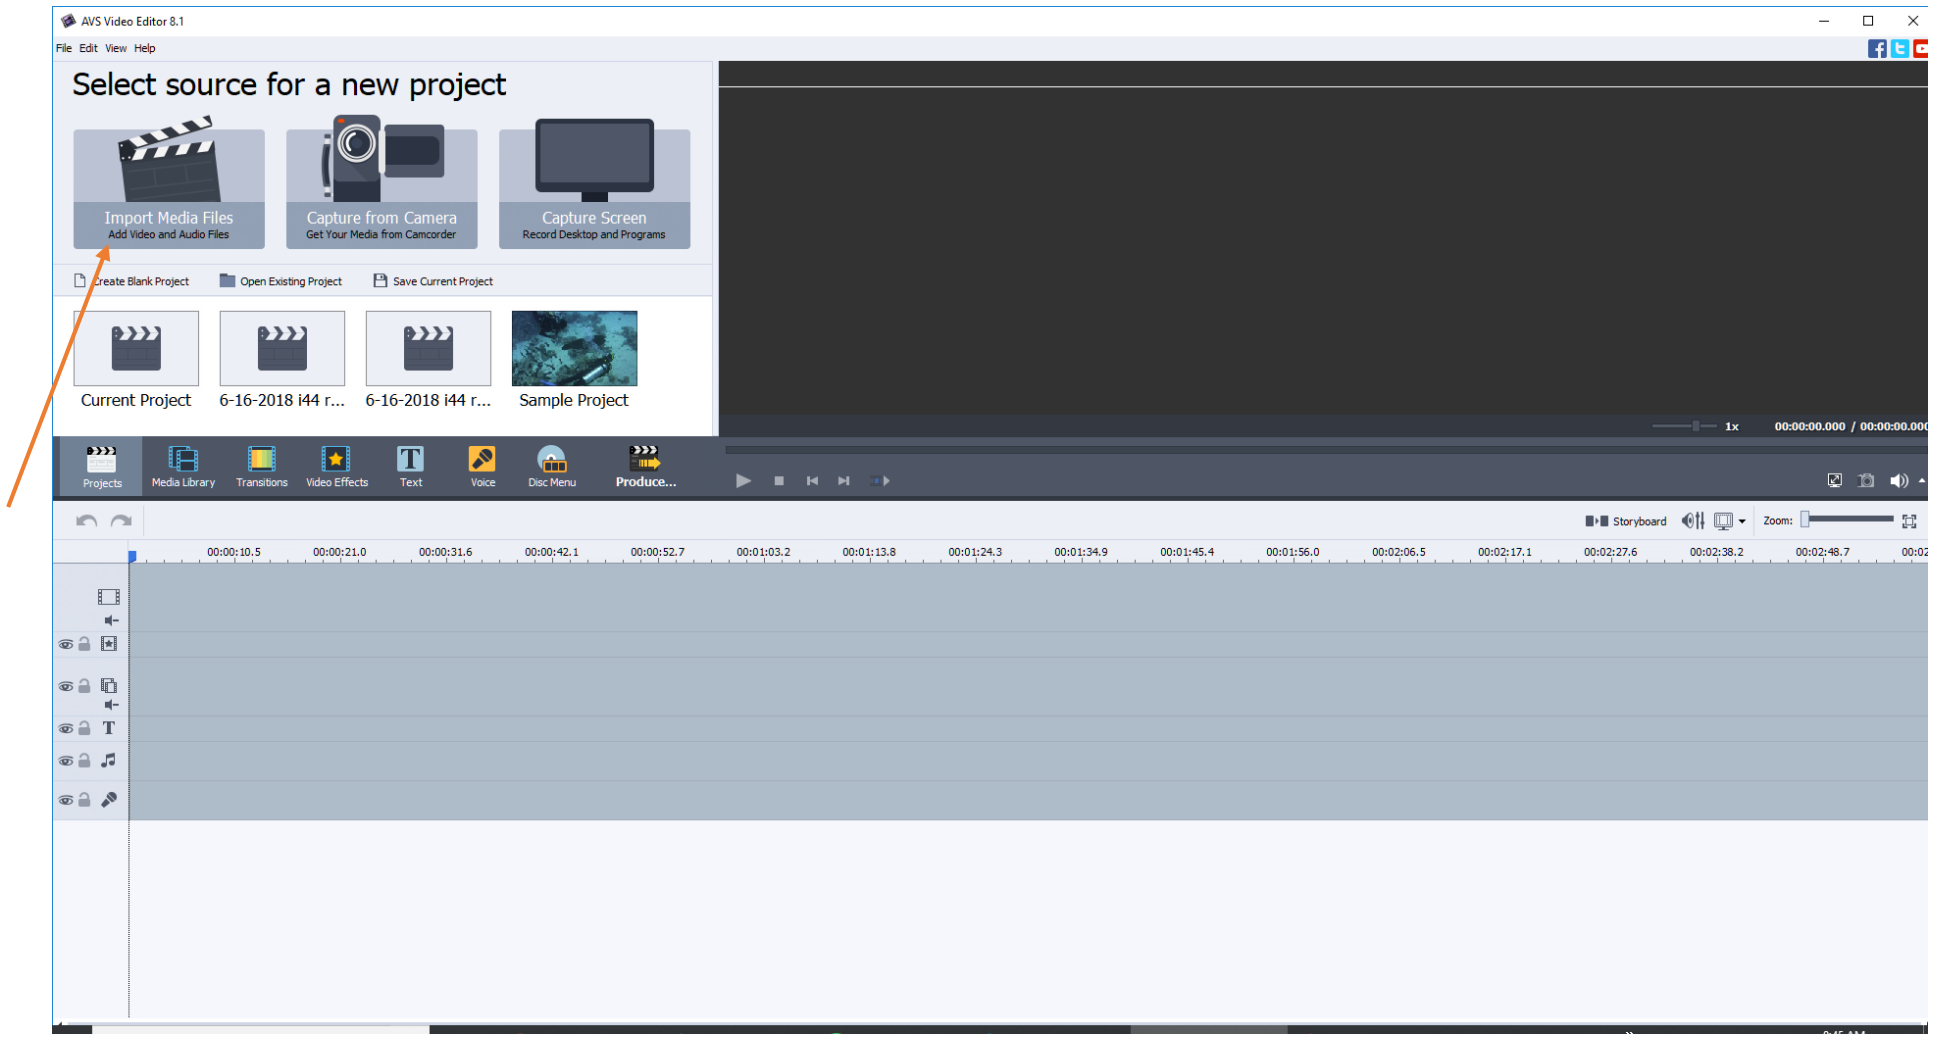 AVS Video Editor 8.1
File Edit View Help
Select source for a new project
Import Media Files
Add Video and Audio Files
Capture from Camera
Get Your Media from Camcorder
Capture Screen
Record Desktop and Programs
Create Blank Project Open Existing Project Save Current Project
Current Project 6-16-2018 i44 r... 6-16-2018 i44 r... Sample Project
1x 00:00:00.000 / 00:00:00.000
Projects Media Library Transitions Video Effects Text Voice Disc Menu Produce...
Storyboard Zoom:
00:00:10.5 00:00:21.0 00:00:31.6 00:00:42.1 00:00:52.7 00:01:03.2 00:01:13.8 00:01:24.3 00:01:34.9 00:01:45.4 00:01:56.0 00:02:06.5 00:02:17.1 00:02:27.6 00:02:38.2 00:02:48.7 00:02